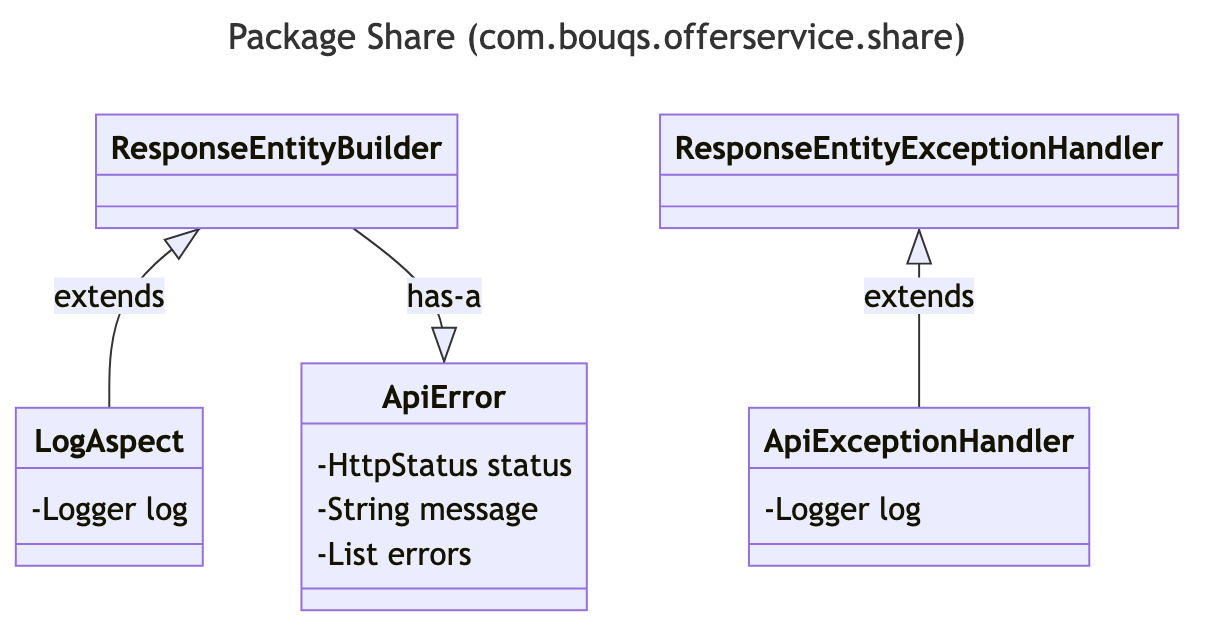 Package Share (com.bouqs.offerservice.share)
ResponseEntityBuilder
ResponseEntityExceptionHandler
extends
has-a
extends
LogAspect
-Logger log
ApiError
-HttpStatus status
-String message
-List errors
ApiExceptionHandler
-Logger log